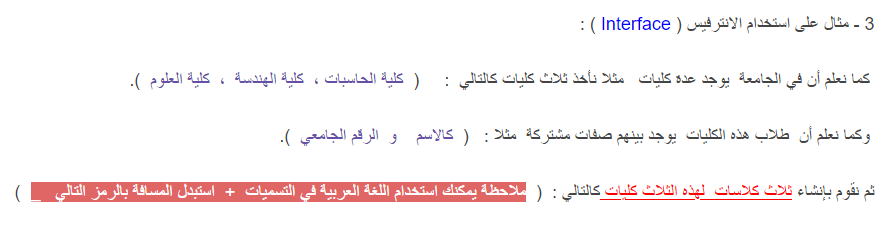 3 - مثال على استخدام الانترفيس ( Interface ) :
كما نعلم أن في الجامعة يوجد عدة كليات مثلا نأخذ ثلاث كليات كالتالي : ( كلية الحاسبات ، كلية الهندسة ، كلية العلوم ).
وكما نعلم أن طلاب هذه الكليات يوجد بينهم صفات مشتركة مثلا : ( كالاسم و الرقم الجامعي ).
ثم نقوم بإنشاء ثلاث كلاسات لهذه الثلاث كليات كالتالي : ( ملاحظة يمكنك استخدام اللغة العربية في التسميات + استبدل المسافة بالرمز التالي _ )